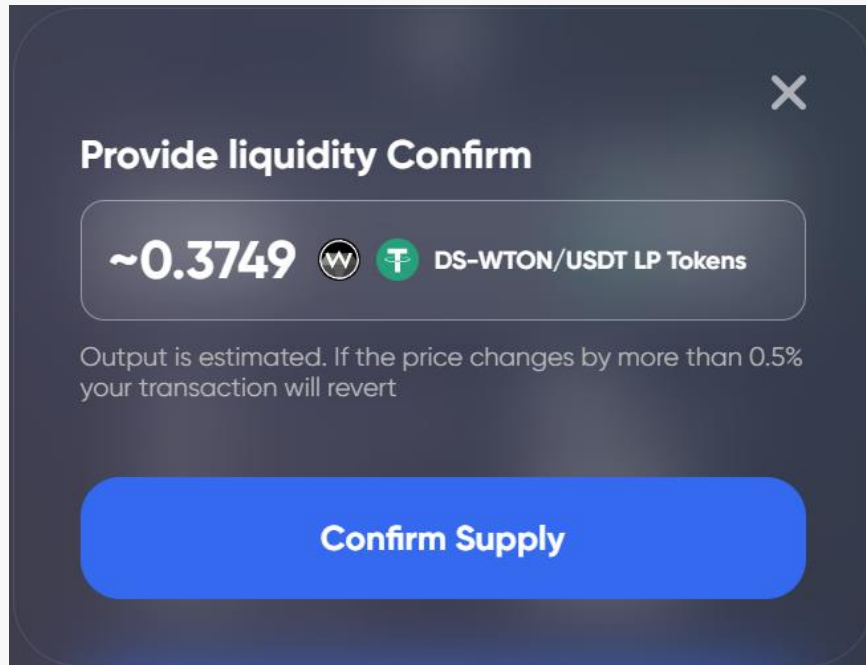 Provide liquidity Confirm
~0.3749 DS-WTON/USDT LP Tokens
Output is estimated. If the price changes by more than 0.5%
your transaction will revert
Confirm Supply